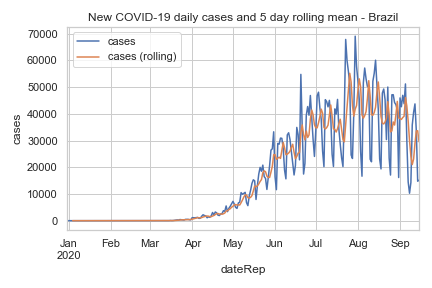 New COVID-19 daily cases and 5 day rolling mean - Brazil
cases
cases (rolling)
70000
60000
50000
40000
30000
20000
10000
0
cases
Jan Feb Mar Apr May Jun Jul Aug Sep
2020
dateRep